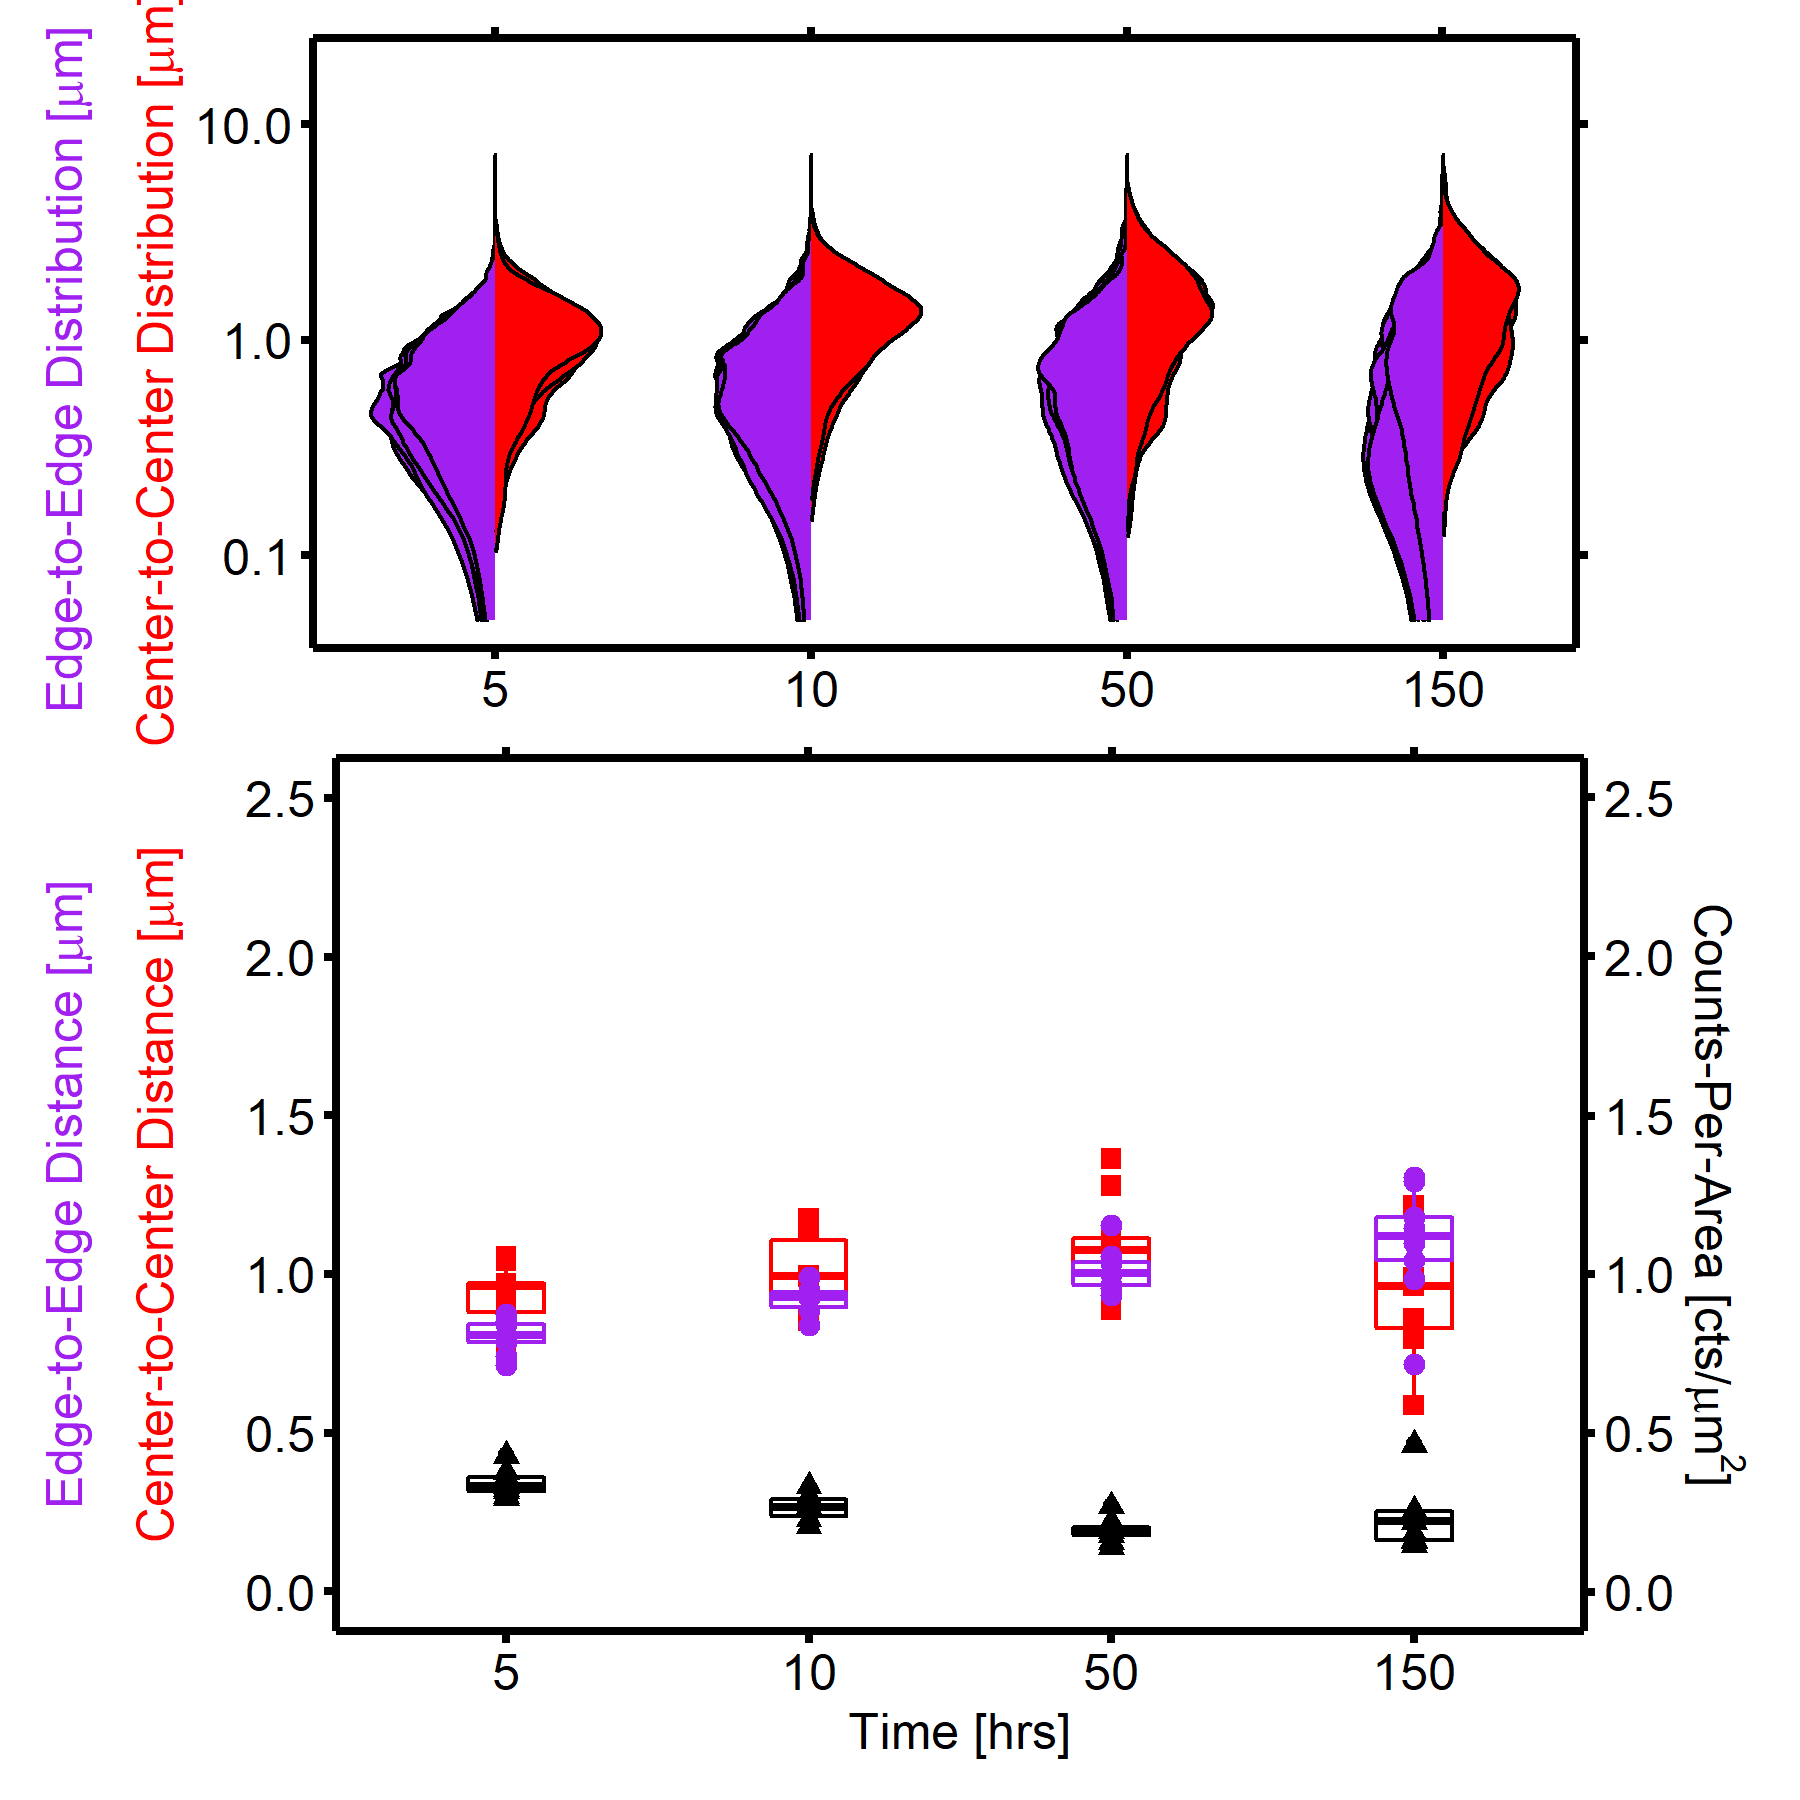 Edge-to-Edge Distribution [μm]
Center-to-Center Distribution [μm]
10.0
1.0
0.1
5 10 50 150
Edge-to-Edge Distance [μm]
Center-to-Center Distance [μm]
2.5
2.0
1.5
1.0
0.5
0.0
2.5
2.0
1.5
1.0
0.5
0.0
Counts-Per-Area [cts/μm²]
5 10 50 150
Time [hrs]